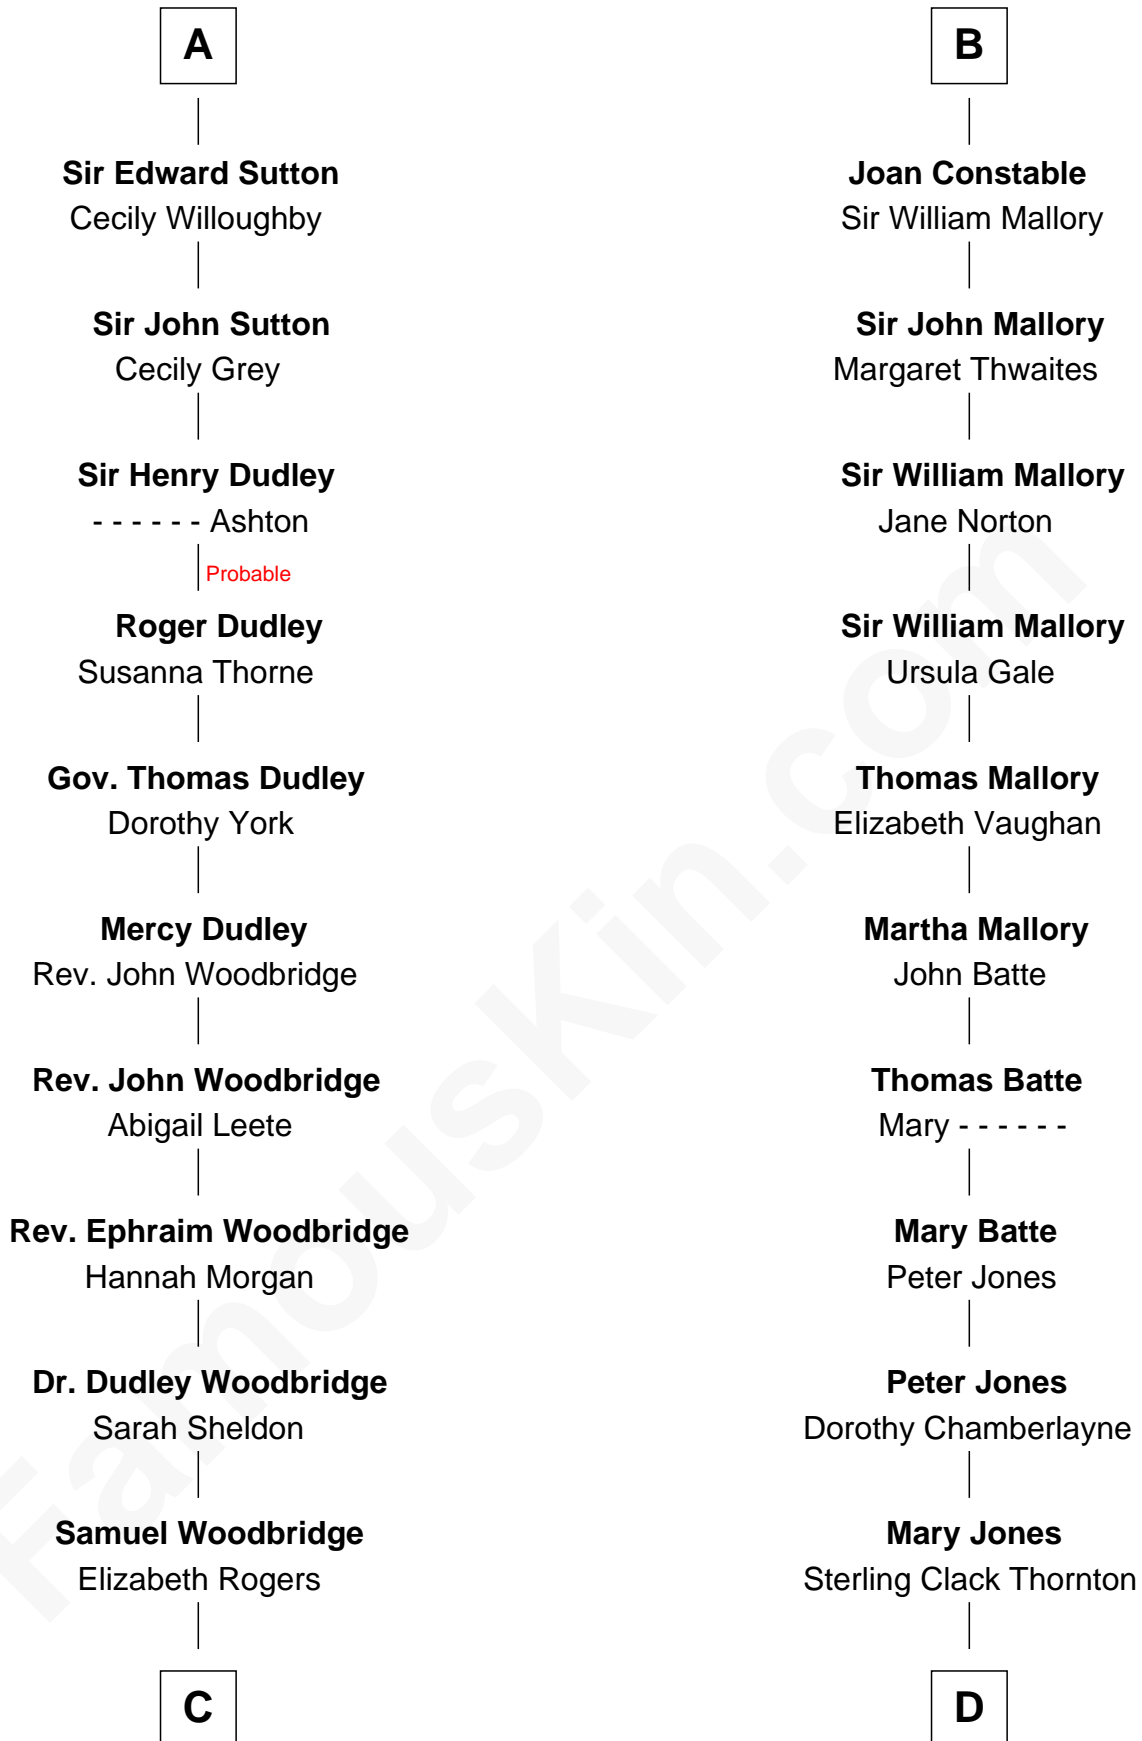 A
Sir Edward Sutton
Cecily Willoughby
Sir John Sutton
Cecily Grey
Sir Henry Dudley
- - - - - - Ashton
Probable
Roger Dudley
Susanna Thorne
Gov. Thomas Dudley
Dorothy York
Mercy Dudley
Rev. John Woodbridge
Rev. John Woodbridge
Abigail Leete
Rev. Ephraim Woodbridge
Hannah Morgan
Dr. Dudley Woodbridge
Sarah Sheldon
Samuel Woodbridge
Elizabeth Rogers
C
B
Joan Constable
Sir William Mallory
Sir John Mallory
Margaret Thwaites
Sir William Mallory
Jane Norton
Sir William Mallory
Ursula Gale
Thomas Mallory
Elizabeth Vaughan
Martha Mallory
John Batte
Thomas Batte
Mary - - - - - -
Mary Batte
Peter Jones
Peter Jones
Dorothy Chamberlayne
Mary Jones
Sterling Clack Thornton
D
FamousKin.com